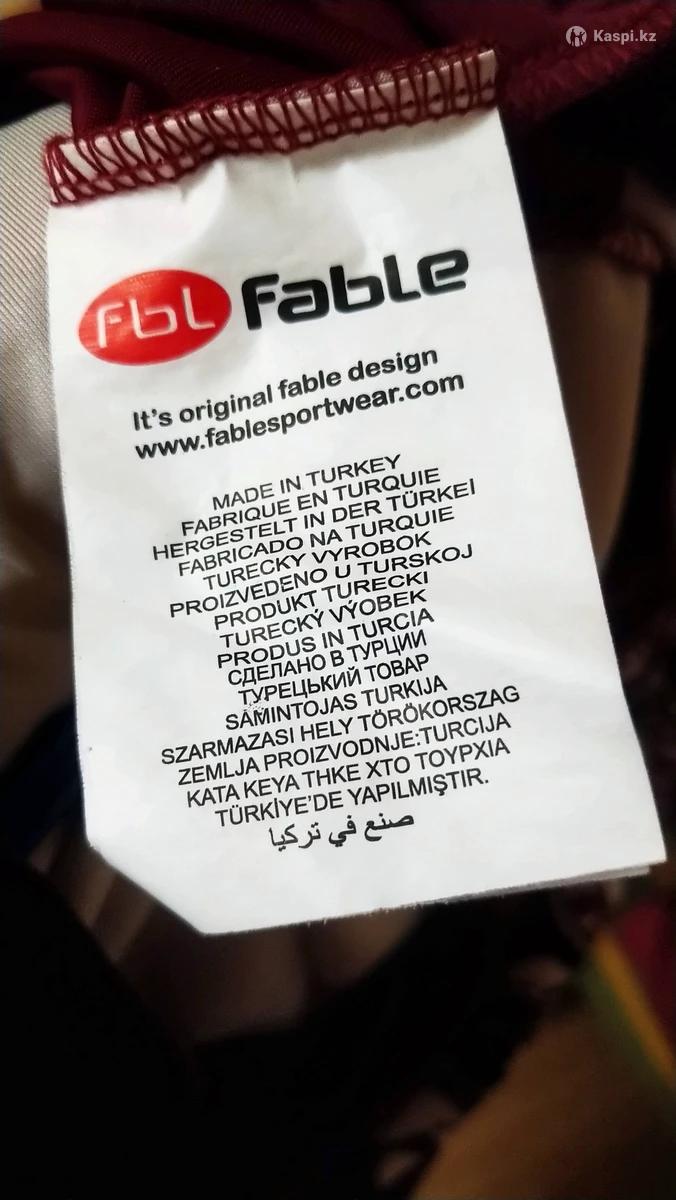 Kaspi.kz
fbl fable
It's original fable design
www.fablesportwear.com
MADE IN TURKEY
FABRIQUE EN TURQUIE
HERGESTELT IN DER TÜRKEI
FABRICADO NA TURQUIE
TURECKY VYROBOK
PROIZVEDENO U TURSKOJ
PRODUKT TURECKI
TURECKÝ VÝOBEK
PRODUS IN TURCIA
СДЕЛАНО В ТУРЦИИ
ТУРЕЦЬКИЙ ТОВАР
SAMINTOJAS TURKIJA
SZARMAZASI HELY TÖRÖKORSZAG
ZEMLJA PROIZVODNJE:TURCIJA
KATA KEYA THKE XTO TOYPXIA
TÜRKİYE'DE YAPILMIŞTIR.
صنع في تركيا